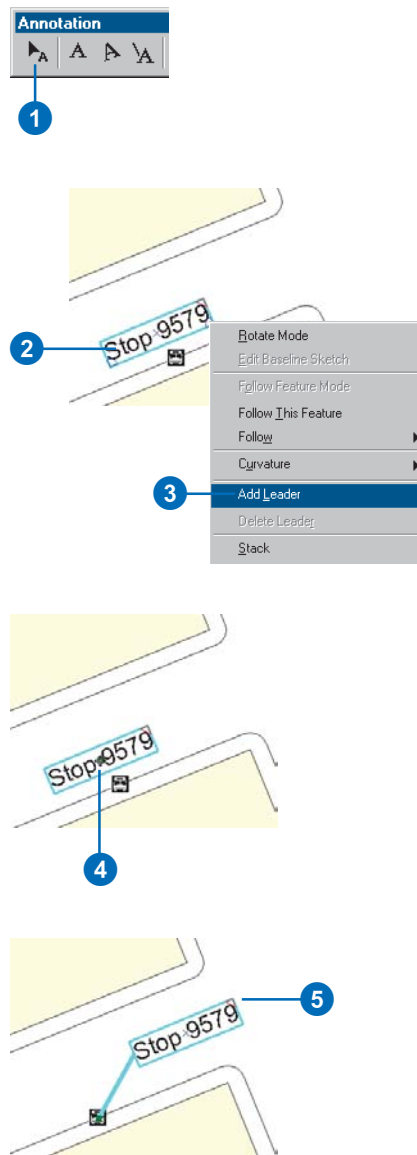 Annotation
A A A A
1
Stop 9579
2
Rotate Mode
Edit Baseline Sketch
Follow Feature Mode
Follow This Feature
Follow
Curvature
3
Add Leader
Delete Leader
Stack
Stop 9579
4
5
Stop 9579